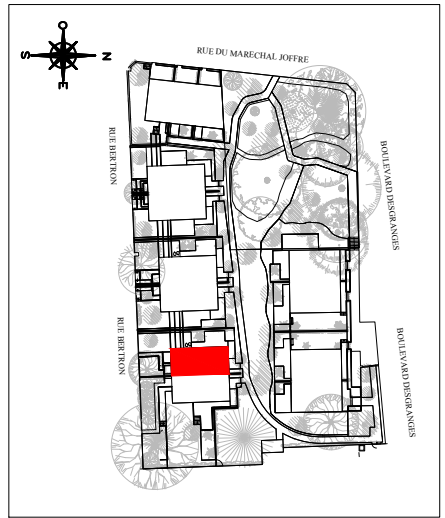 O
S
N
E
RUE DU MARECHAL JOFFRE
RUE BERTRON
BOULEVARD DESGRANGES
RUE BERTRON
BOULEVARD DESGRANGES